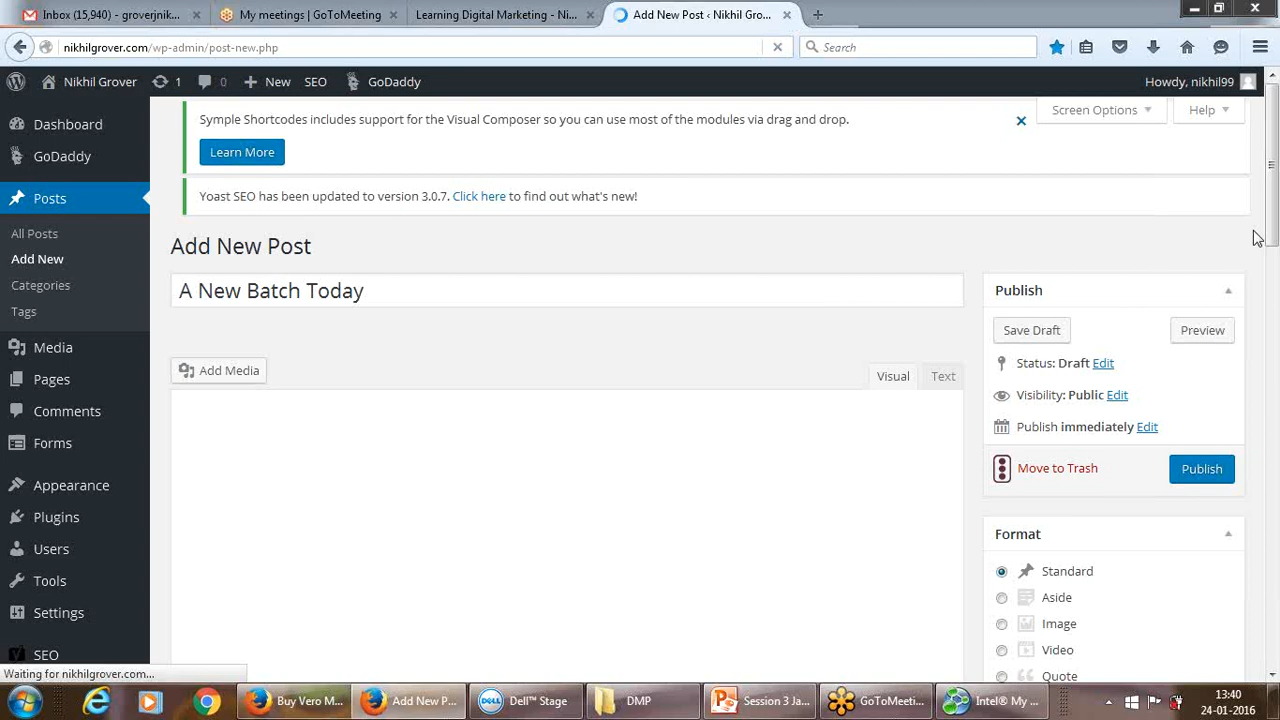 Inbox (15,940) - groverjnik...
My meetings | GoToMeeting
Learning Digital Marketing - Ni...
Add New Post ‹ Nikhil Gro...
nikhilgrover.com/wp-admin/post-new.php
Search
Nikhil Grover
1
0
New
SEO
GoDaddy
Howdy, nikhil99
Dashboard
GoDaddy
Posts
All Posts
Add New
Categories
Tags
Media
Pages
Comments
Forms
Appearance
Plugins
Users
Tools
Settings
SEO
Symple Shortcodes includes support for the Visual Composer so you can use most of the modules via drag and drop.
Screen Options
Help
Learn More
Yoast SEO has been updated to version 3.0.7. Click here to find out what's new!
Add New Post
A New Batch Today
Add Media
Visual
Text
Publish
Save Draft
Preview
Status: Draft Edit
Visibility: Public Edit
Publish immediately Edit
Move to Trash
Publish
Format
Standard
Aside
Image
Video
Quote
Waiting for nikhilgrover.com...
Buy Vero M...
Add New P...
Dell™ Stage
DMP
Session 3 Ja...
GoToMeeti...
Intel® My ...
13:40
24-01-2016